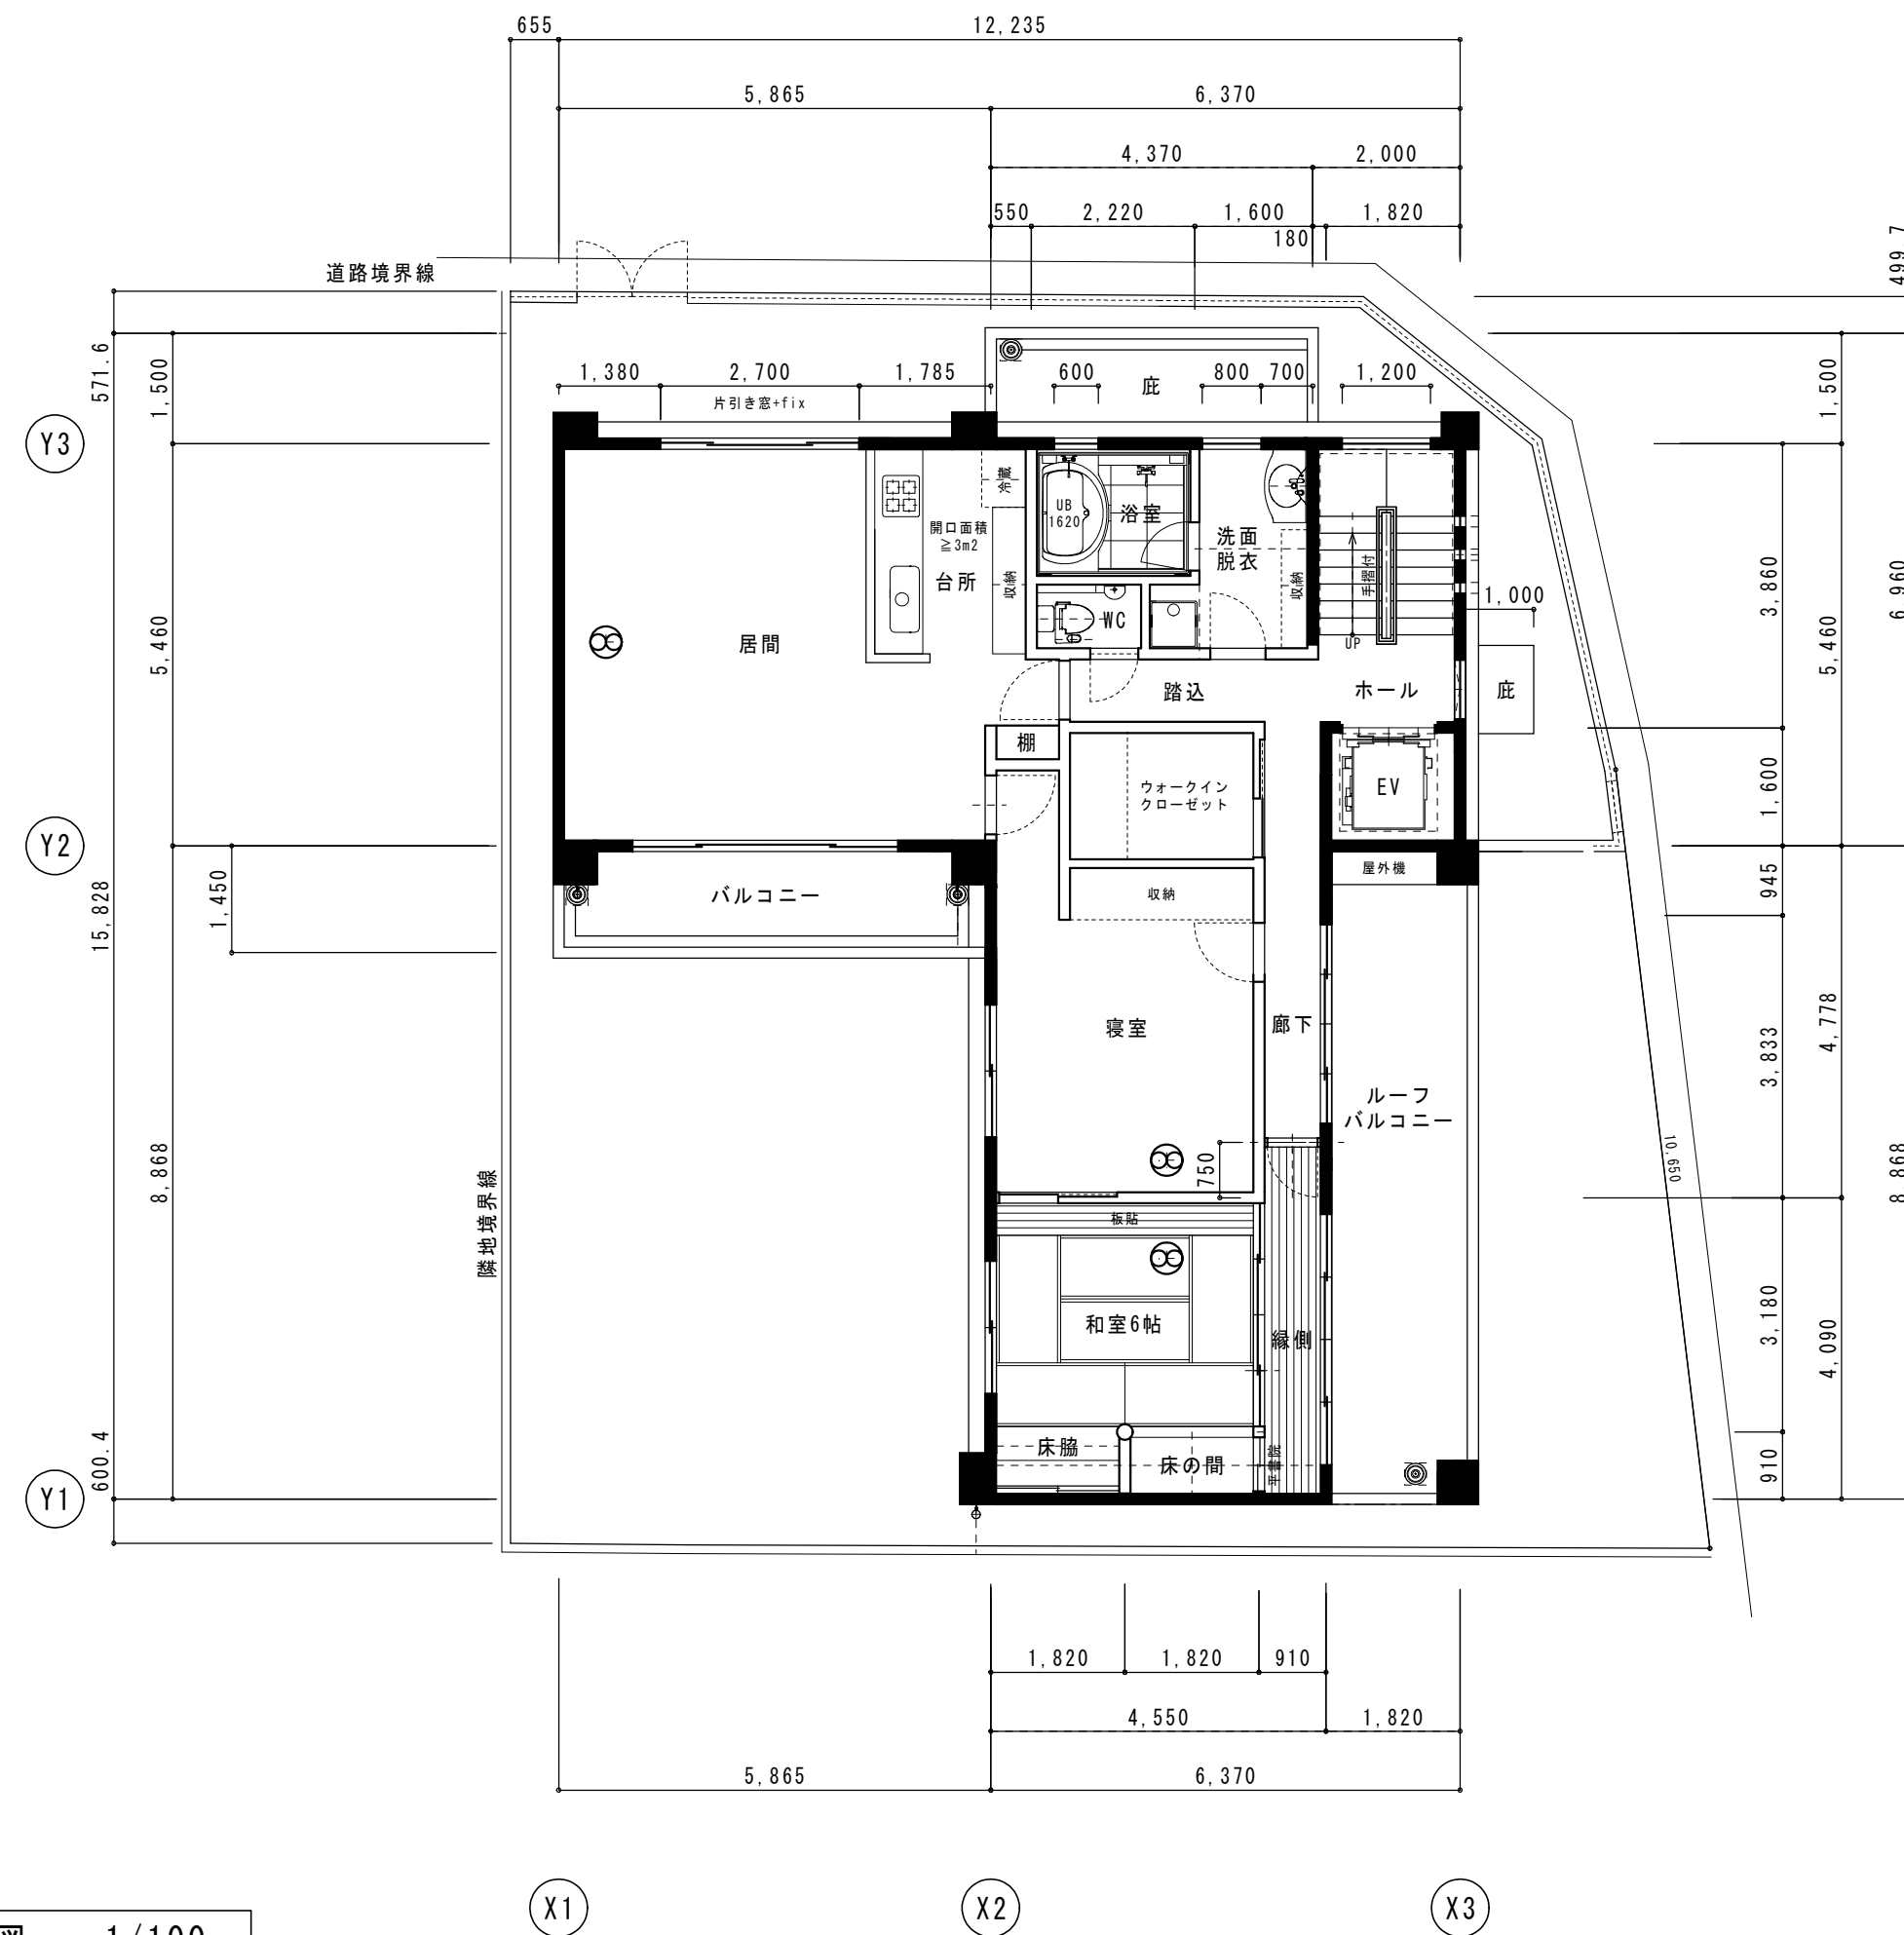 655
12,235
5,865
6,370
4,370
2,000
550
2,220
1,600
1,820
180
道路境界線
499.7
571.6
1,500
1,380
2,700
1,785
600
800
700
1,200
庇
片引き窓+fix
1,500
Y3
冷蔵
開口面積
≧3m2
台所
収納
UB
1620
浴室
洗面
脱衣
収納
手摺付
UP
WC
居間
1,000
3,660
5,460
5,460
6,960
踏込
ホール
庇
棚
ウォークイン
クローゼット
EV
1,600
Y2
15,828
1,450
バルコニー
収納
屋外機
945
8,868
隣地境界線
寝室
廊下
ルーフ
バルコニー
750
10,650
3,833
4,778
8,868
板貼
和室6帖
縁側
3,180
4,090
床脇
床の間
平書院
910
600.4
Y1
1,820
1,820
910
4,550
1,820
5,865
6,370
X1
X2
X3
1/100